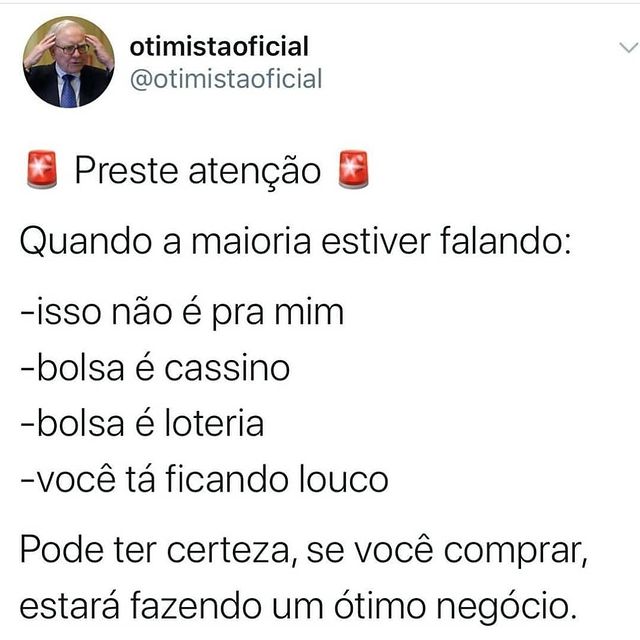 otimistaoficial
@otimistaoficial
🚨 Preste atenção 🚨
Quando a maioria estiver falando:
-isso não é pra mim
-bolsa é cassino
-bolsa é loteria
-você tá ficando louco
Pode ter certeza, se você comprar,
estará fazendo um ótimo negócio.